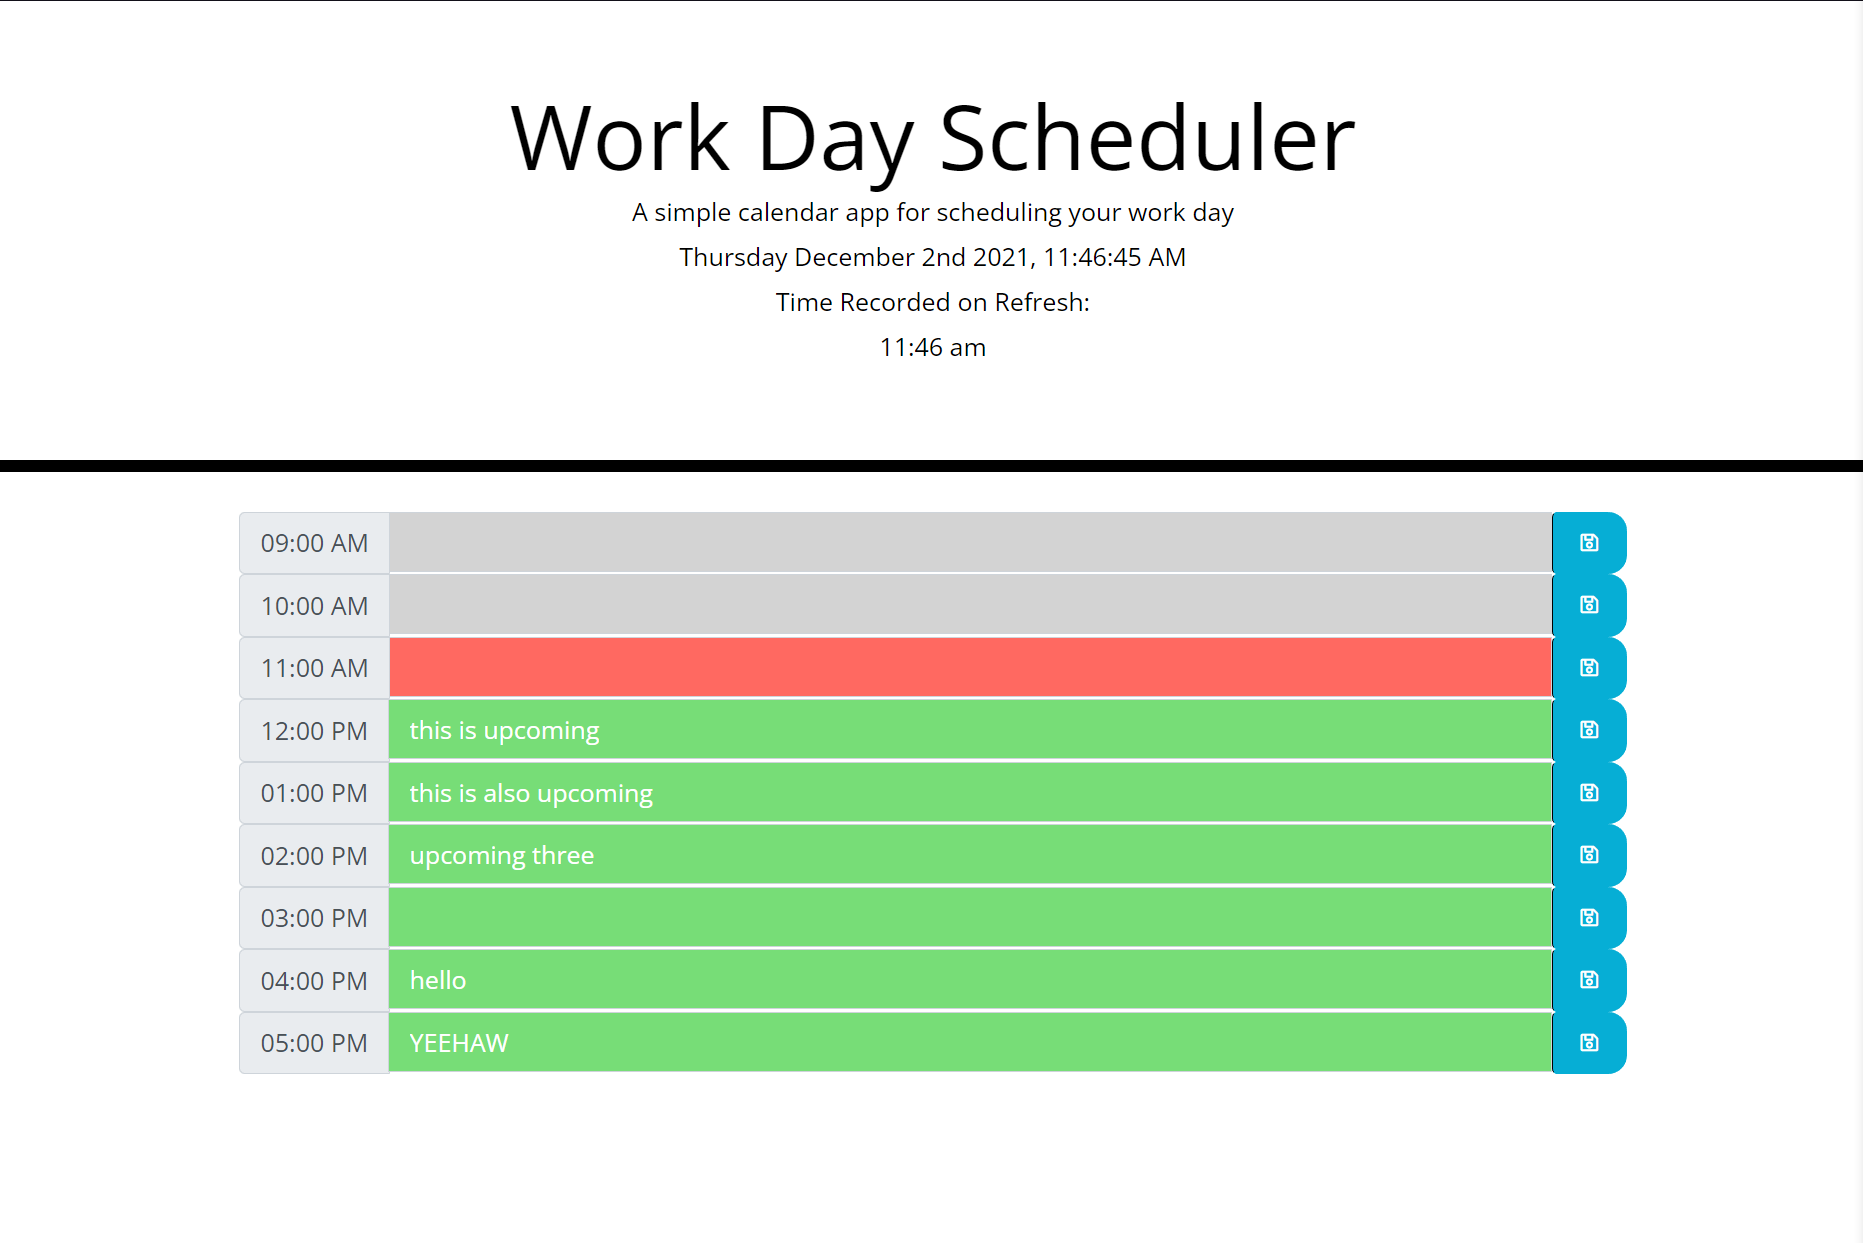 Work Day Scheduler
A simple calendar app for scheduling your work day
Thursday December 2nd 2021, 11:46:45 AM
Time Recorded on Refresh:
11:46 am
09:00 AM
10:00 AM
11:00 AM
12:00 PM this is upcoming
01:00 PM this is also upcoming
02:00 PM upcoming three
03:00 PM
04:00 PM hello
05:00 PM YEEHAW